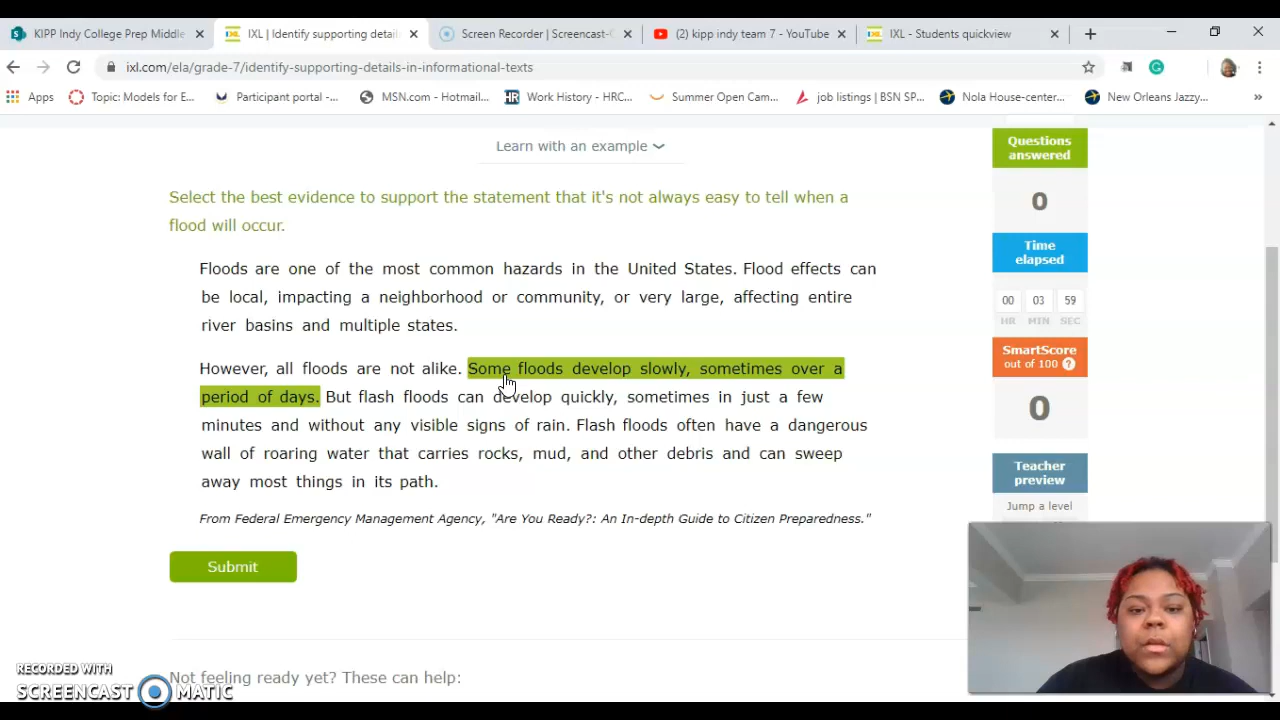 KIPP Indy College Prep Middle
IXL | Identify supporting detail
Screen Recorder | Screencast-O
(2) kipp indy team 7 - YouTube
IXL - Students quickview
ixl.com/ela/grade-7/identify-supporting-details-in-informational-texts
Apps
Topic: Models for E...
Participant portal -...
MSN.com - Hotmail...
HR Work History - HRC...
Summer Open Cam...
job listings | BSN SP...
Nola House-center...
New Orleans Jazzy...
Learn with an example
Select the best evidence to support the statement that it's not always easy to tell when a
flood will occur.
Floods are one of the most common hazards in the United States. Flood effects can
be local, impacting a neighborhood or community, or very large, affecting entire
river basins and multiple states.
However, all floods are not alike. Some floods develop slowly, sometimes over a
period of days. But flash floods can develop quickly, sometimes in just a few
minutes and without any visible signs of rain. Flash floods often have a dangerous
wall of roaring water that carries rocks, mud, and other debris and can sweep
away most things in its path.
From Federal Emergency Management Agency, "Are You Ready?: An In-depth Guide to Citizen Preparedness."
Submit
Not feeling ready yet? These can help:
Questions
answered
0
Time
elapsed
00 03 59
HR MIN SEC
SmartScore
out of 100 ?
0
Teacher
preview
Jump a level
RECORDED WITH
SCREENCAST MATIC